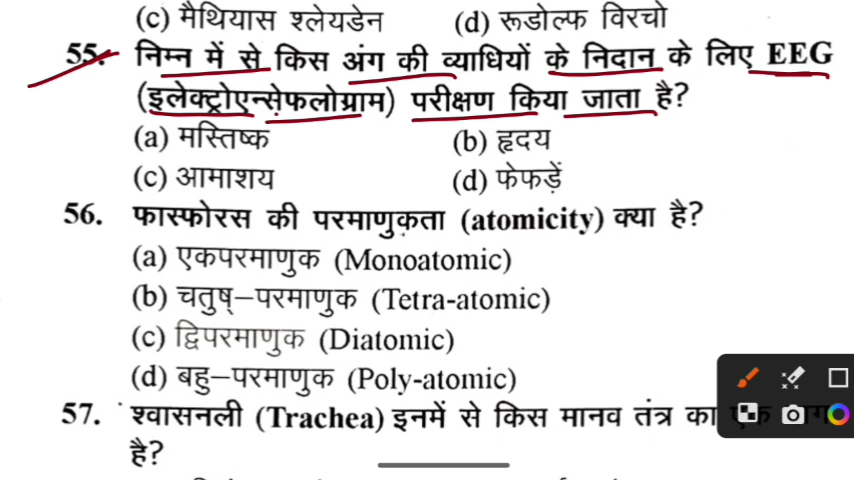 (c) मैथियास श्लेयडेन (d) रूडोल्फ विरचो
55. निम्न में से किस अंग की व्याधियों के निदान के लिए EEG
(इलेक्ट्रोएन्सेफलोग्राम) परीक्षण किया जाता है?
(a) मस्तिष्क (b) हृदय
(c) आमाशय (d) फेफड़ें
56. फास्फोरस की परमाणुकता (atomicity) क्या है?
(a) एकपरमाणुक (Monoatomic)
(b) चतुष्–परमाणुक (Tetra-atomic)
(c) द्विपरमाणुक (Diatomic)
(d) बहु–परमाणुक (Poly-atomic)
57. श्वासनली (Trachea) इनमें से किस मानव तंत्र का
है?